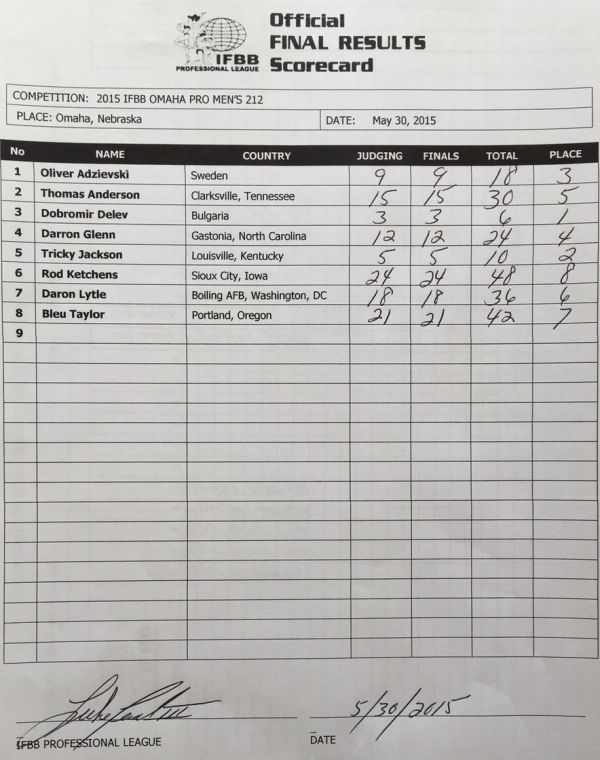 Official
FINAL RESULTS
Scorecard
IFBB
PROFESSIONAL LEAGUE
COMPETITION: 2015 IFBB OMAHA PRO MEN'S 212
PLACE: Omaha, Nebraska DATE: May 30, 2015
No NAME COUNTRY JUDGING FINALS TOTAL PLACE
1 Oliver Adzievski Sweden 9 9 18 3
2 Thomas Anderson Clarksville, Tennessee 15 15 30 5
3 Dobromir Delev Bulgaria 3 3 6 1
4 Darron Glenn Gastonia, North Carolina 12 12 24 4
5 Tricky Jackson Louisville, Kentucky 5 5 10 2
6 Rod Ketchens Sioux City, Iowa 24 24 48 8
7 Daron Lytle Boiling AFB, Washington, DC 18 18 36 6
8 Bleu Taylor Portland, Oregon 21 21 42 7
9
5/30/2015
IFBB PROFESSIONAL LEAGUE DATE